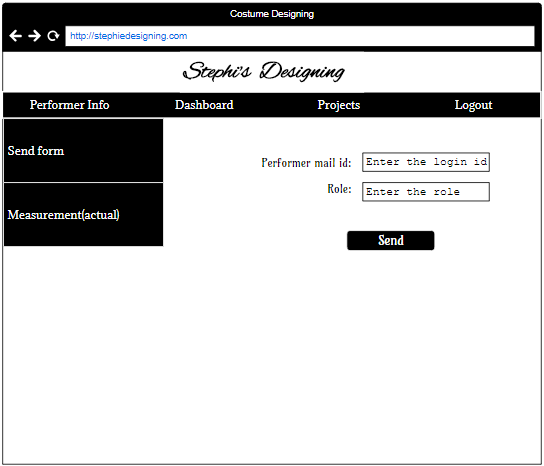 Costume Designing
http://stephiedesigning.com
Stephi's Designing
Performer Info Dashboard Projects Logout
Send form
Measurement(actual)
Performer mail id: Enter the login id
Role: Enter the role
Send